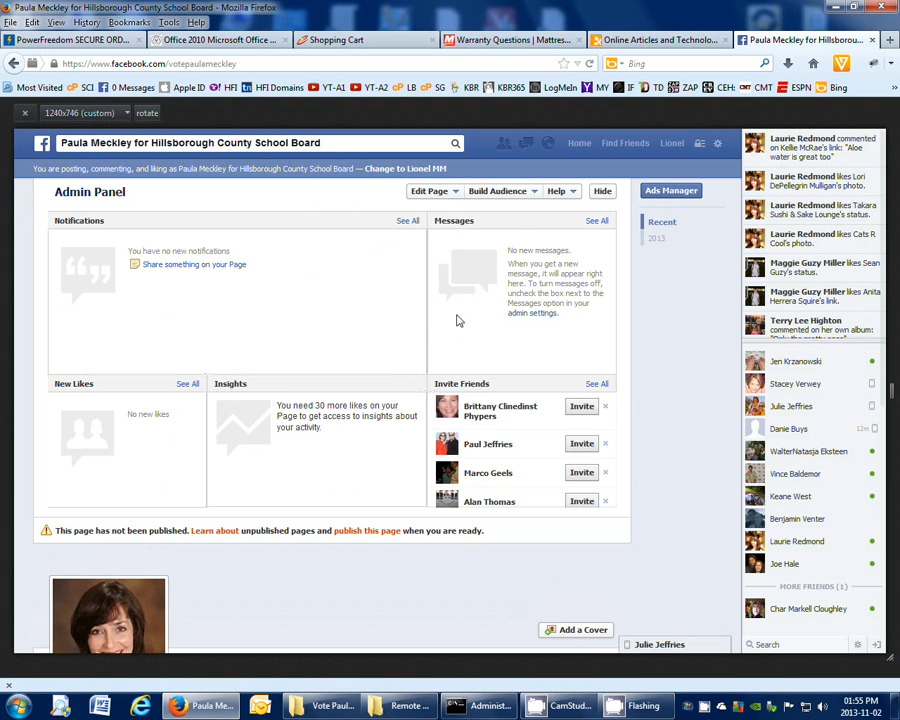 Paula Meckley for Hillsborough County School Board - Mozilla Firefox
File Edit View History Bookmarks Tools Help
PowerFreedom SECURE ORD... × Office 2010 Microsoft Office ... × Shopping Cart × Warranty Questions | Mattres... × Online Articles and Technolo... × Paula Meckley for Hillsborou... × +
https://www.facebook.com/votepaulameckley
Bing
Most Visited SCI 0 Messages Apple ID HFI HFI Domains YT-A1 YT-A2 LB SG KBR KBR365 LogMeIn MY IF TD ZAP CEH: CMT ESPN Bing
× 1240x746 (custom) rotate
Paula Meckley for Hillsborough County School Board
Home Find Friends Lionel
You are posting, commenting, and liking as Paula Meckley for Hillsborough County School Board — Change to Lionel MM
Admin Panel
Edit Page Build Audience Help Hide
Notifications See All
You have no new notifications
Share something on your Page
Messages See All
No new messages.
When you get a new
message, it will appear right
here. To turn messages off,
uncheck the box next to the
Messages option in your
admin settings.
New Likes See All
No new likes
Insights
You need 30 more likes on your
Page to get access to insights about
your activity.
Invite Friends See All
Brittany Clinedinst
Phypers
Invite ×
Paul Jeffries Invite ×
Marco Geels Invite ×
Alan Thomas Invite ×
This page has not been published. Learn about unpublished pages and publish this page when you are ready.
Add a Cover
Ads Manager
Recent
2013
Laurie Redmond commented
on Kellie McRae's link: "Aloe
water is great too"
Laurie Redmond likes Lori
DePellegrin Mulligan's photo.
Laurie Redmond likes Takara
Sushi & Sake Lounge's status.
Laurie Redmond likes Cats R
Cool's photo.
Maggie Guzy Miller likes Sean
Guzy's status.
Maggie Guzy Miller likes Anita
Herrera Squire's link.
Terry Lee Highton
commented on her own album:
Jen Krzanowski
Stacey Verwey
Julie Jeffries
Danie Buys 12m
WalterNatasja Eksteen
Vince Baldemor
Keane West
Benjamin Venter
Laurie Redmond
Joe Hale
MORE FRIENDS (1)
Char Markell Cloughley
Julie Jeffries
Search
×
Paula Me...
Vote Paul...
Remote ...
Administ...
CamStud...
Flashing
01:55 PM
2013-11-02